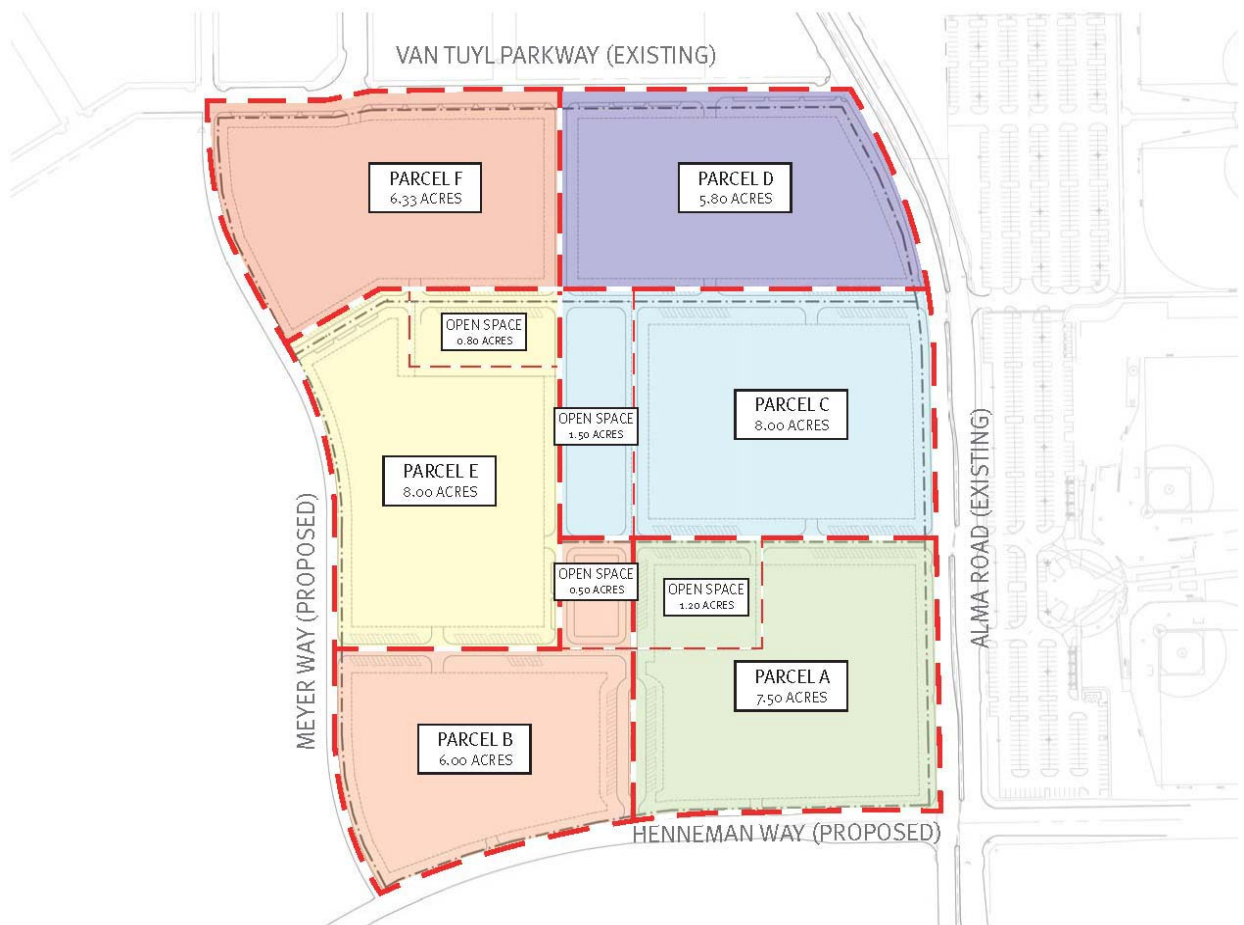 VAN TUYL PARKWAY (EXISTING)
PARCEL F
6.33 ACRES
PARCEL D
5.80 ACRES
OPEN SPACE
0.80 ACRES
OPEN SPACE
1.50 ACRES
PARCEL C
8.00 ACRES
PARCEL E
8.00 ACRES
MEYER WAY (PROPOSED)
ALMA ROAD (EXISTING)
OPEN SPACE
0.50 ACRES
OPEN SPACE
1.20 ACRES
PARCEL A
7.50 ACRES
PARCEL B
6.00 ACRES
HENNEMAN WAY (PROPOSED)